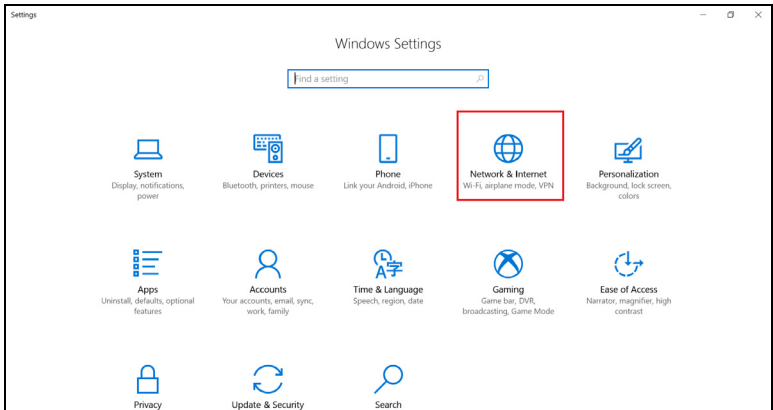 Settings
Windows Settings
Find a setting
System
Display, notifications,
power
Devices
Bluetooth, printers, mouse
Phone
Link your Android, iPhone
Network & Internet
Wi-Fi, airplane mode, VPN
Personalization
Background, lock screen,
colors
Apps
Uninstall, defaults, optional
features
Accounts
Your accounts, email, sync,
work, family
A字
Time & Language
Speech, region, date
Gaming
Game bar, DVR,
broadcasting, Game Mode
Ease of Access
Narrator, magnifier, high
contrast
Privacy
Update & Security
Search